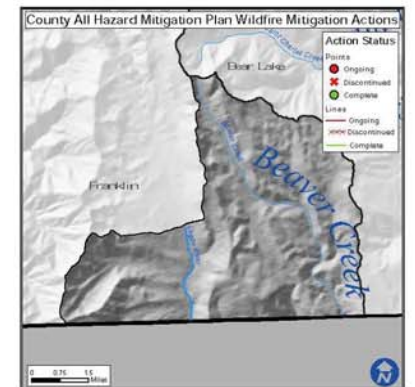 County All Hazard Mitigation Plan Wildfire Mitigation Actions
Action Status
Points
Ongoing
Discontinued
Complete
Lines
Ongoing
Discontinued
Complete
Bear Lake
Franklin
Beaver Creek
0 0.75 1.5
Miles
N